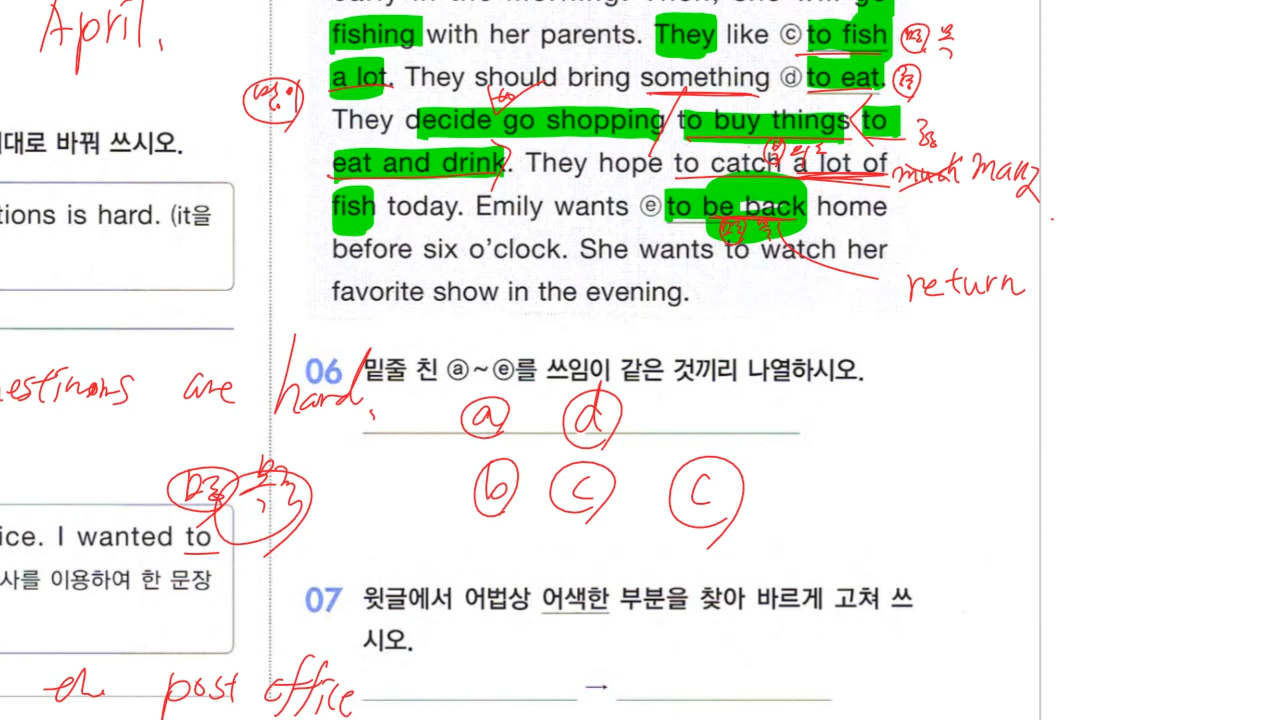 April.
fishing with her parents. They like ⓒ to fish
a lot. They should bring something ⓓ to eat.
They decide go shopping to buy things to
eat and drink. They hope to catch a lot of
many
fish today. Emily wants ⓔ to be back home
before six o'clock. She wants to watch her
return
favorite show in the evening.
대로 바꿔 쓰시오.
tions is hard. (it을
estinons are hard.
ice. I wanted to
사를 이용하여 한 문장
the post office
06 밑줄 친 ⓐ~ⓔ를 쓰임이 같은 것끼리 나열하시오.
ⓐ ⓓ
ⓑ ⓒ ⓒ
07 윗글에서 어법상 어색한 부분을 찾아 바르게 고쳐 쓰
시오.
→